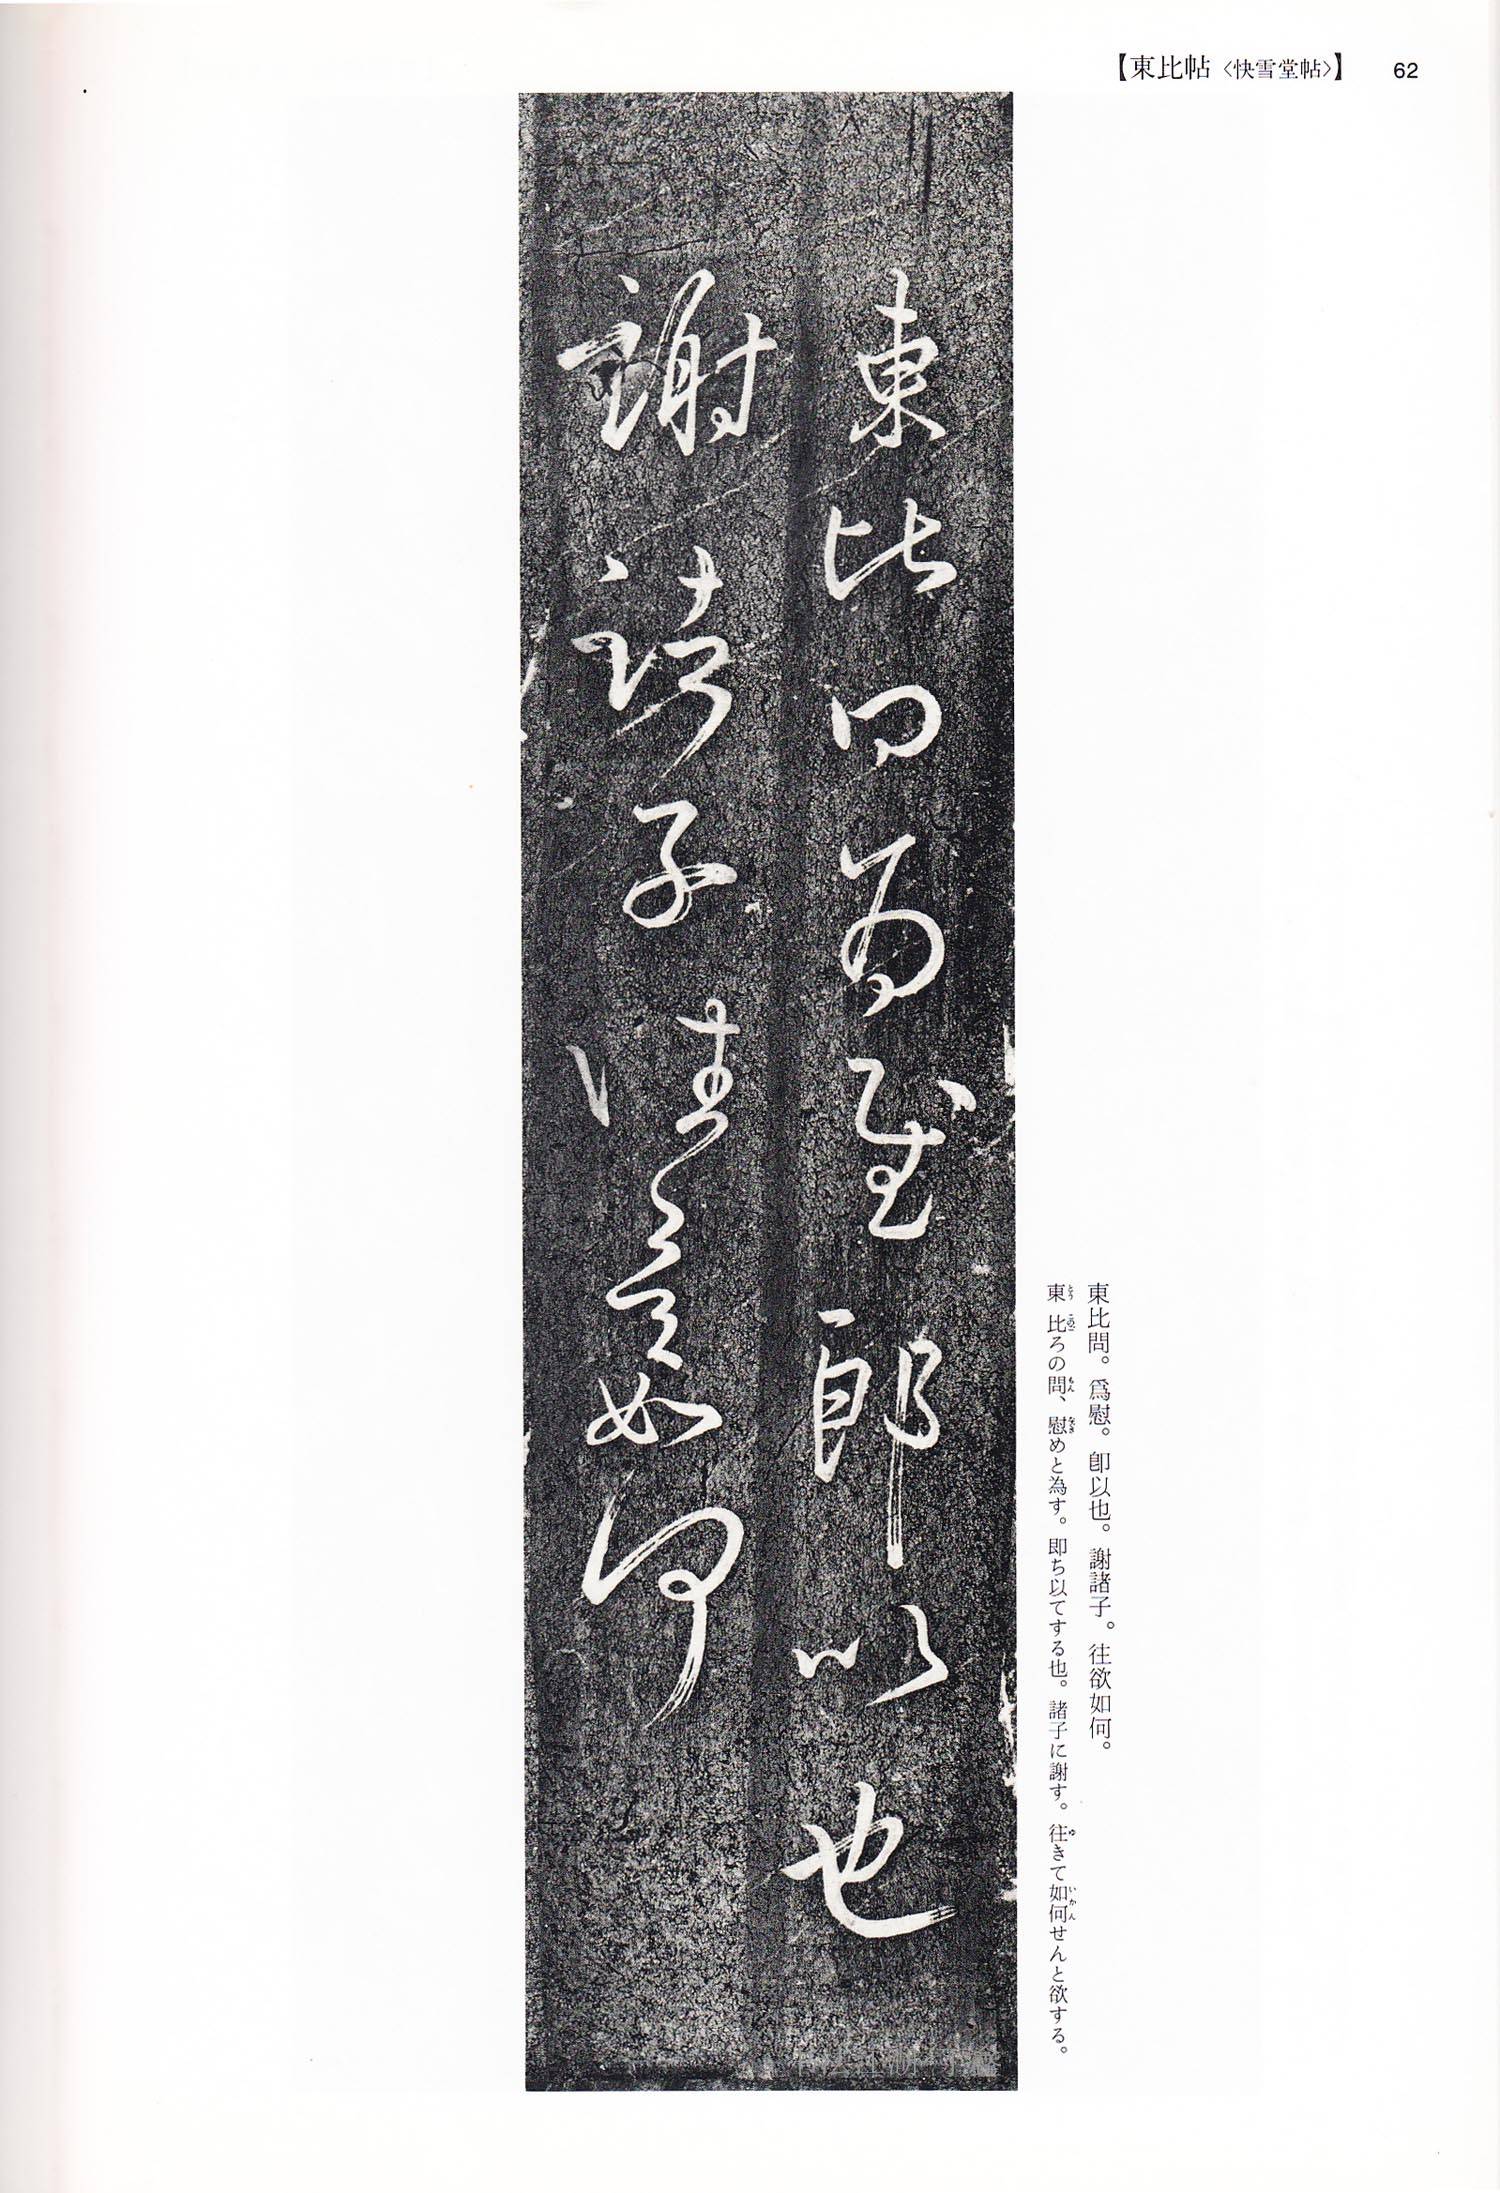 【東比帖〈快雪堂帖〉】
62
東比問為慰即以也
謝諸子往欲如何
東比問。爲慰。卽以也。謝諸子。往欲如何。
東比ろの問、慰めと為す。即ち以てする也。諸子に謝す。往きて如何せんと欲する。